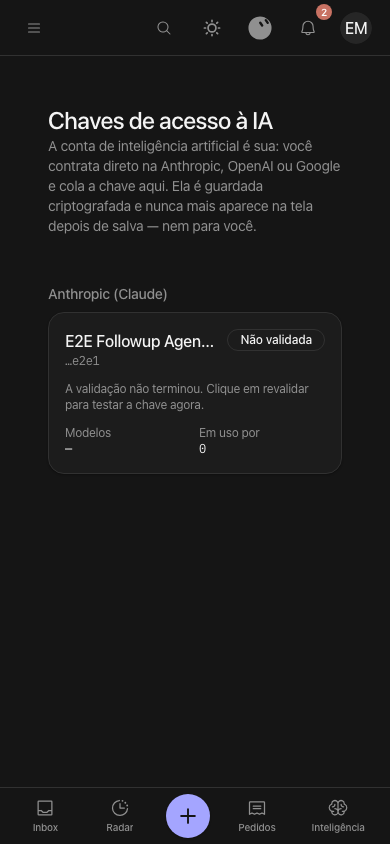 2
EM
Chaves de acesso à IA
A conta de inteligência artificial é sua: você
contrata direto na Anthropic, OpenAI ou Google
e cola a chave aqui. Ela é guardada
criptografada e nunca mais aparece na tela
depois de salva — nem para você.
Anthropic (Claude)
E2E Followup Agen...
Não validada
…e2e1
A validação não terminou. Clique em revalidar
para testar a chave agora.
Modelos
Em uso por
—
0
Inbox
Radar
Pedidos
Inteligência